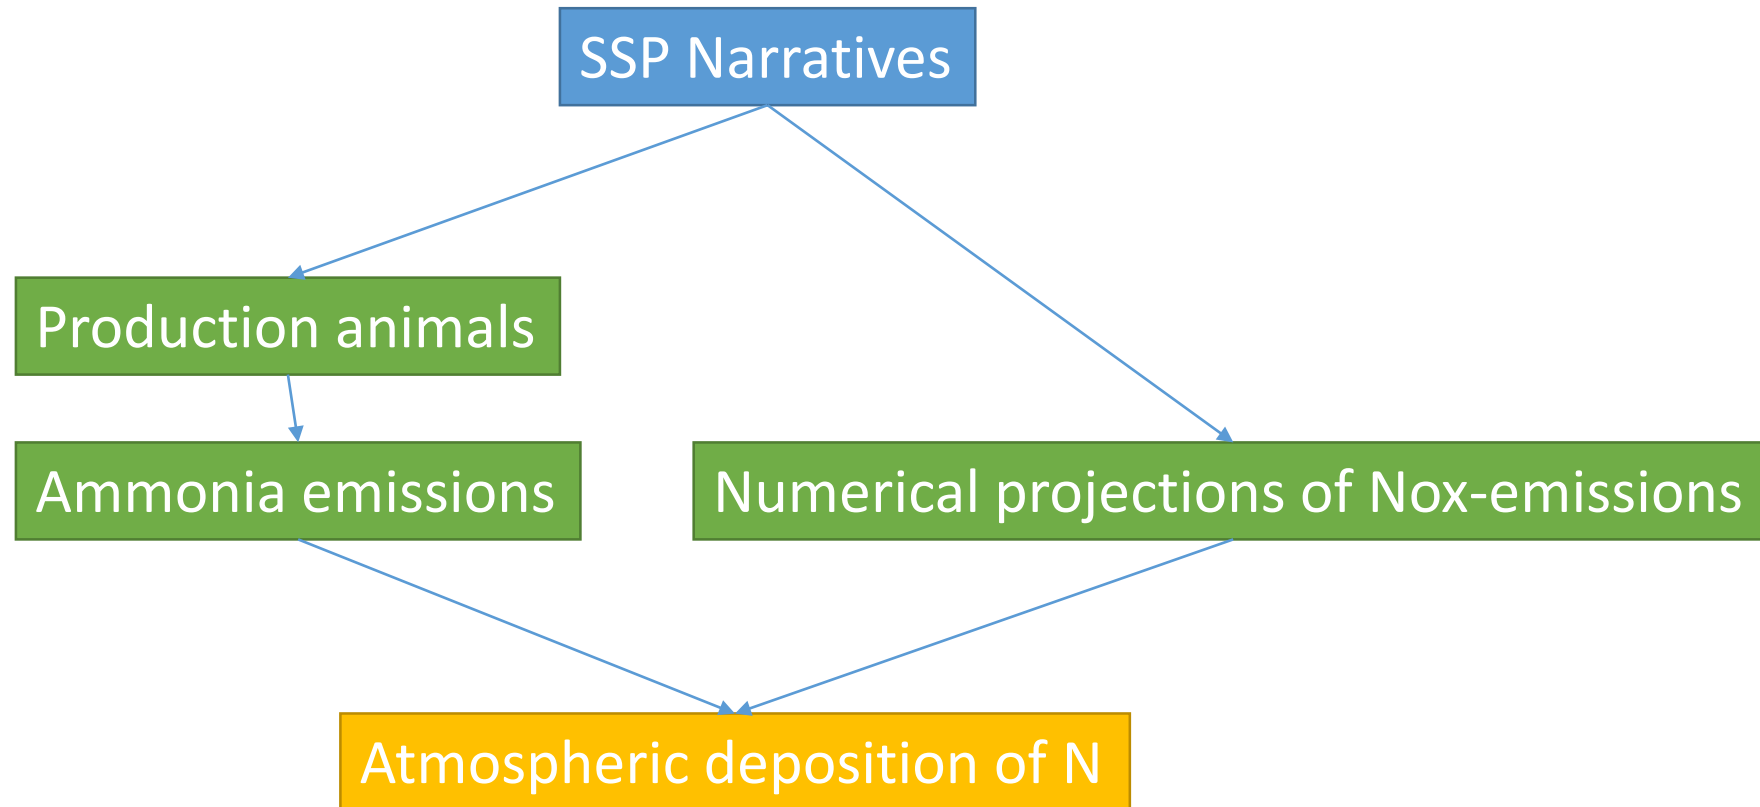 SSP Narratives
Production animals
Ammonia emissions
Numerical projections of Nox-emissions
Atmospheric deposition of N